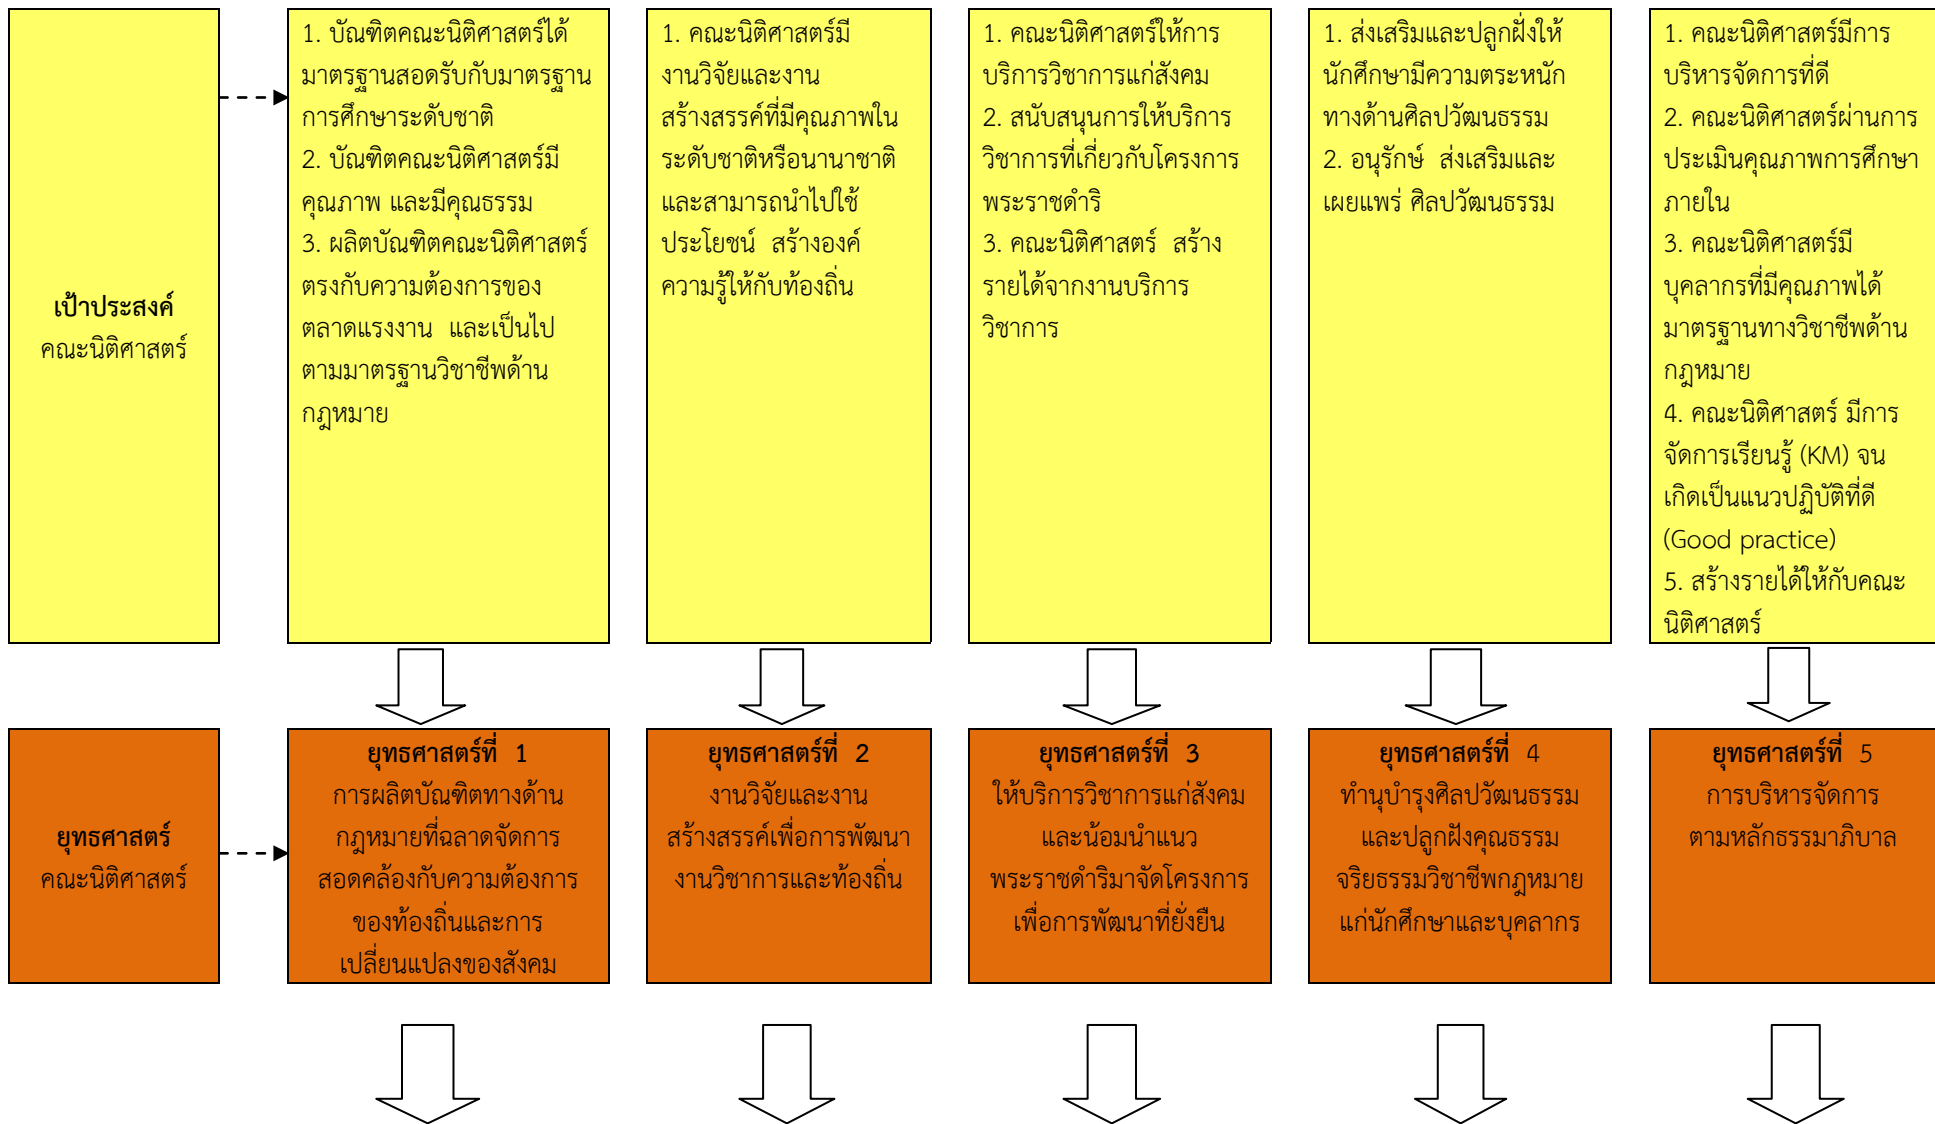 เป้าประสงค์
คณะนิติศาสตร์
1. บัณฑิตคณะนิติศาสตร์ได้
มาตรฐานสอดรับกับมาตรฐาน
การศึกษาระดับชาติ
2. บัณฑิตคณะนิติศาสตร์มี
คุณภาพ และมีคุณธรรม
3. ผลิตบัณฑิตคณะนิติศาสตร์
ตรงกับความต้องการของ
ตลาดแรงงาน และเป็นไป
ตามมาตรฐานวิชาชีพด้าน
กฎหมาย
1. คณะนิติศาสตร์มี
งานวิจัยและงาน
สร้างสรรค์ที่มีคุณภาพใน
ระดับชาติหรือนานาชาติ
และสามารถนำไปใช้
ประโยชน์ สร้างองค์
ความรู้ให้กับท้องถิ่น
1. คณะนิติศาสตร์ให้การ
บริการวิชาการแก่สังคม
2. สนับสนุนการให้บริการ
วิชาการที่เกี่ยวกับโครงการ
พระราชดำริ
3. คณะนิติศาสตร์ สร้าง
รายได้จากงานบริการ
วิชาการ
1. ส่งเสริมและปลูกฝั่งให้
นักศึกษามีความตระหนัก
ทางด้านศิลปวัฒนธรรม
2. อนุรักษ์ ส่งเสริมและ
เผยแพร่ ศิลปวัฒนธรรม
1. คณะนิติศาสตร์มีการ
บริหารจัดการที่ดี
2. คณะนิติศาสตร์ผ่านการ
ประเมินคุณภาพการศึกษา
ภายใน
3. คณะนิติศาสตร์มี
บุคลากรที่มีคุณภาพได้
มาตรฐานทางวิชาชีพด้าน
กฎหมาย
4. คณะนิติศาสตร์ มีการ
จัดการเรียนรู้ (KM) จน
เกิดเป็นแนวปฏิบัติที่ดี
(Good practice)
5. สร้างรายได้ให้กับคณะ
นิติศาสตร์
ยุทธศาสตร์
คณะนิติศาสตร์
ยุทธศาสตร์ที่ 1
การผลิตบัณฑิตทางด้าน
กฎหมายที่ฉลาดจัดการ
สอดคล้องกับความต้องการ
ของท้องถิ่นและการ
เปลี่ยนแปลงของสังคม
ยุทธศาสตร์ที่ 2
งานวิจัยและงาน
สร้างสรรค์เพื่อการพัฒนา
งานวิชาการและท้องถิ่น
ยุทธศาสตร์ที่ 3
ให้บริการวิชาการแก่สังคม
และน้อมนำแนว
พระราชดำริมาจัดโครงการ
เพื่อการพัฒนาที่ยั่งยืน
ยุทธศาสตร์ที่ 4
ทำนุบำรุงศิลปวัฒนธรรม
และปลูกฝังคุณธรรม
จริยธรรมวิชาชีพกฎหมาย
แก่นักศึกษาและบุคลากร
ยุทธศาสตร์ที่ 5
การบริหารจัดการ
ตามหลักธรรมาภิบาล